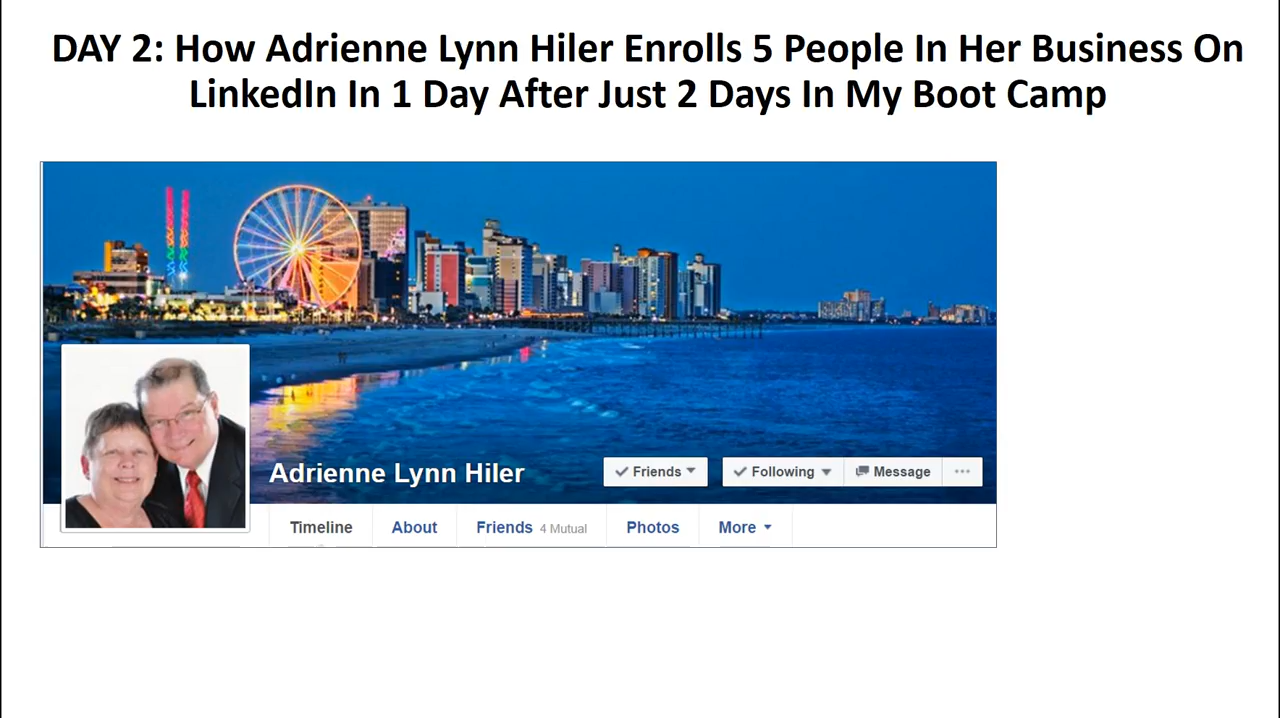 DAY 2: How Adrienne Lynn Hiler Enrolls 5 People In Her Business On
LinkedIn In 1 Day After Just 2 Days In My Boot Camp
Adrienne Lynn Hiler
Friends
Following
Message
Timeline
About
Friends 4 Mutual
Photos
More